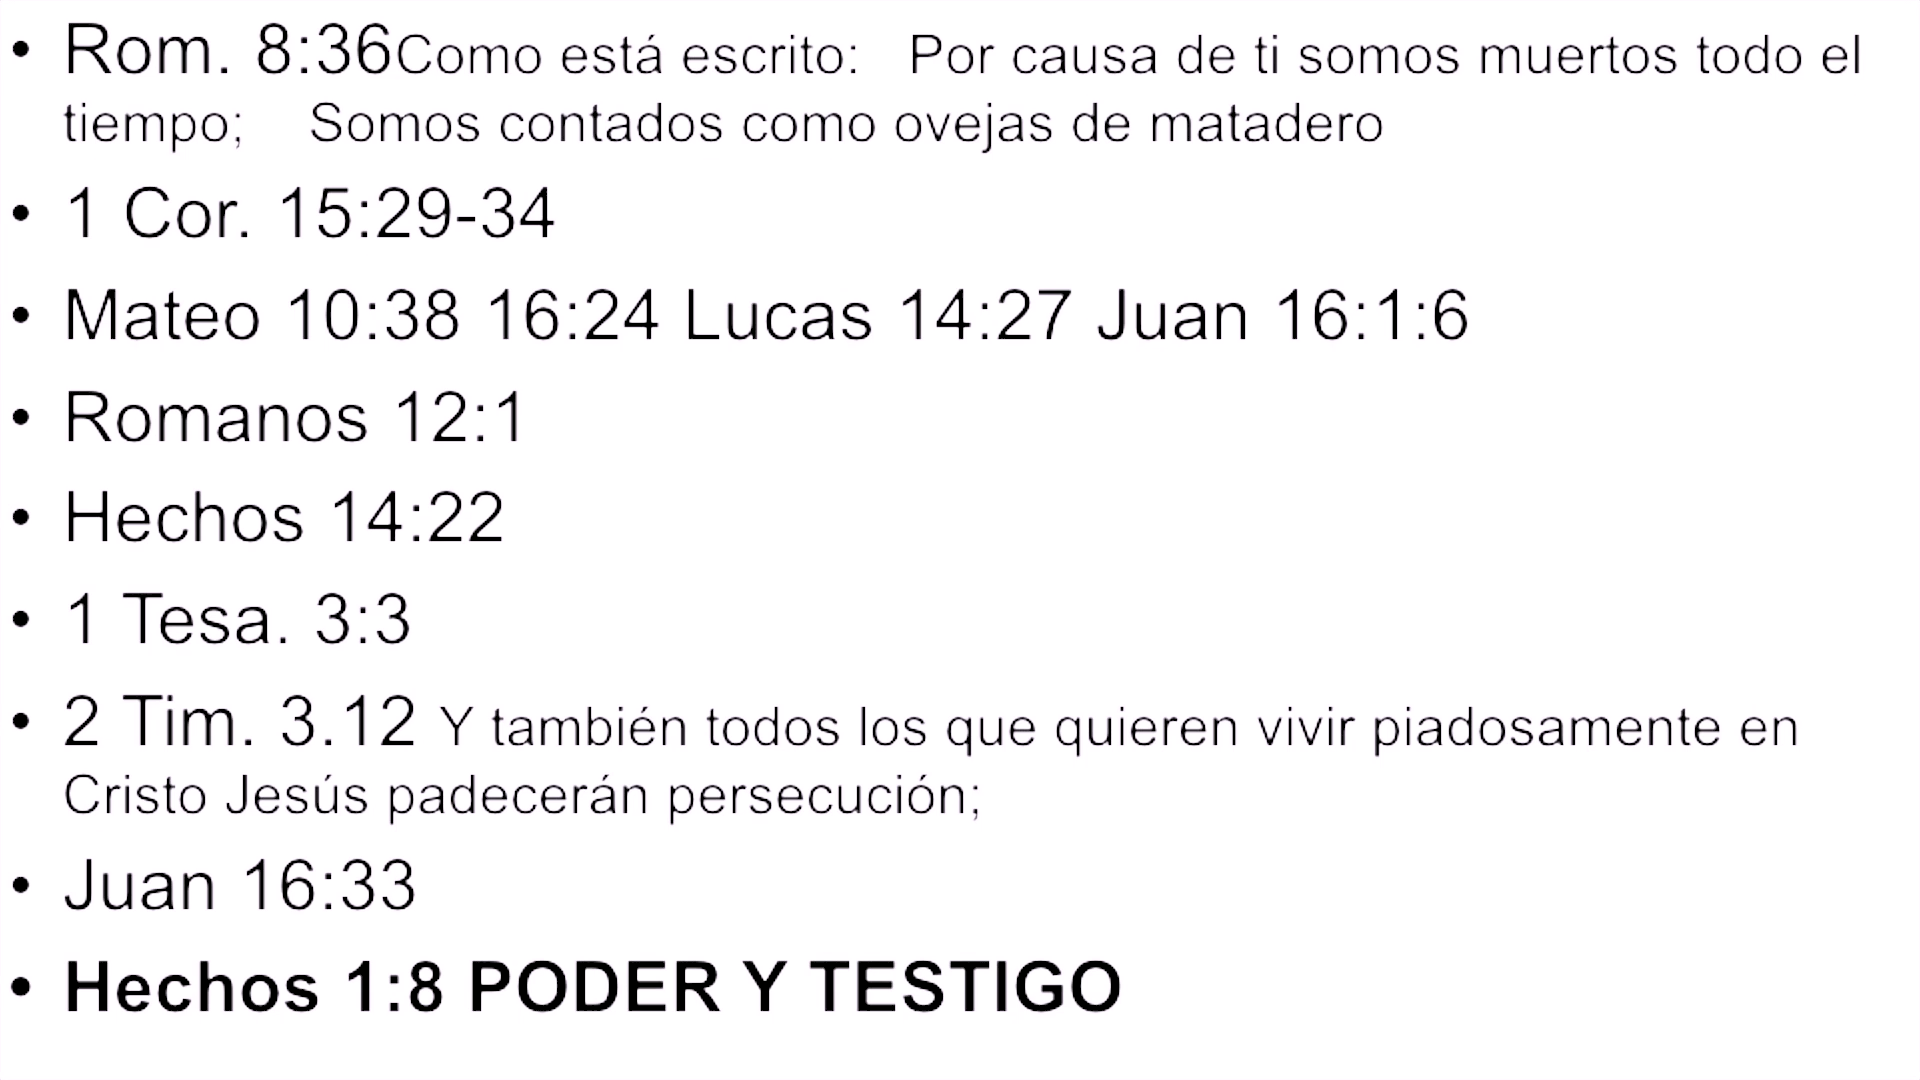 • Rom. 8:36Como está escrito: Por causa de ti somos muertos todo el
tiempo; Somos contados como ovejas de matadero
• 1 Cor. 15:29-34
• Mateo 10:38 16:24 Lucas 14:27 Juan 16:1:6
• Romanos 12:1
• Hechos 14:22
• 1 Tesa. 3:3
• 2 Tim. 3.12 Y también todos los que quieren vivir piadosamente en
Cristo Jesús padecerán persecución;
• Juan 16:33
• Hechos 1:8 PODER Y TESTIGO